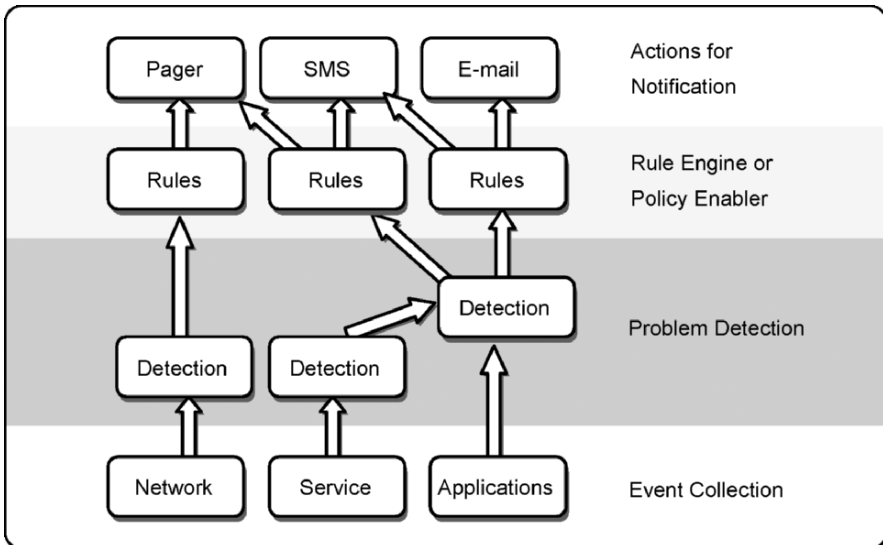 Pager
SMS
E-mail
Actions for
Notification
Rules
Rules
Rules
Rule Engine or
Policy Enabler
Detection
Problem Detection
Detection
Detection
Network
Service
Applications
Event Collection